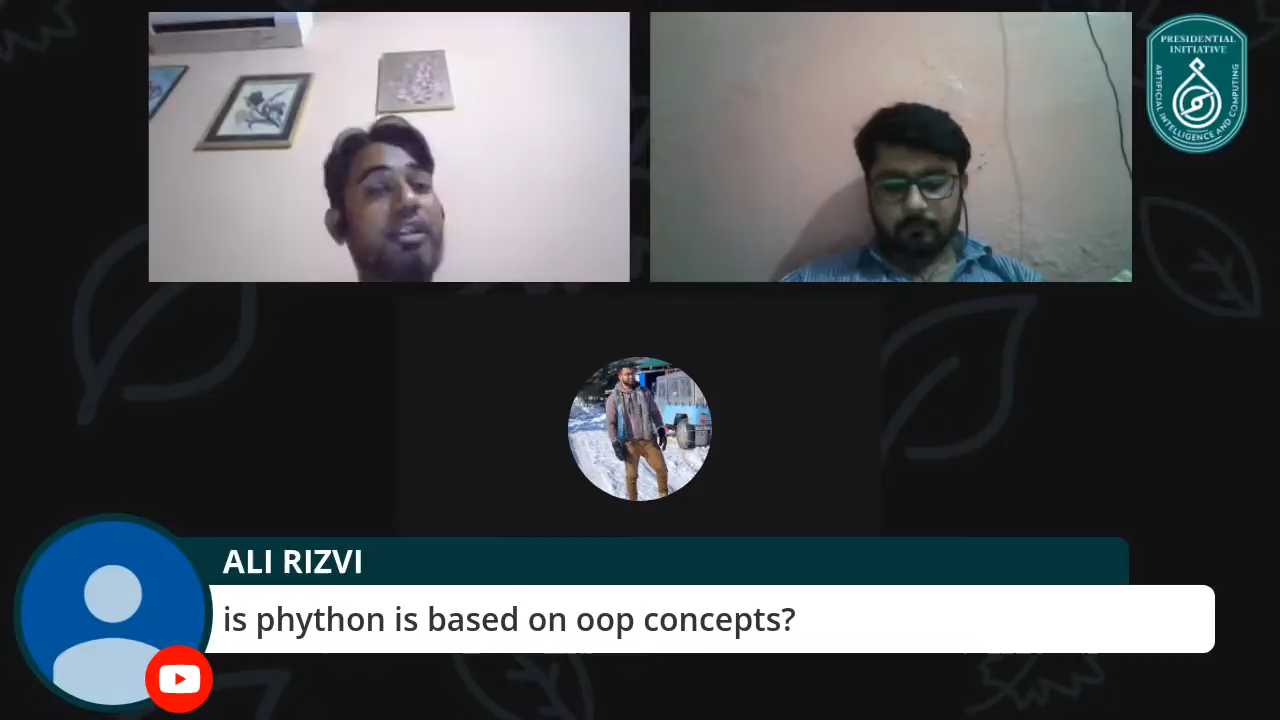 PRESIDENTIAL
INITIATIVE
ARTIFICIAL INTELLIGENCE AND COMPUTING
ALI RIZVI
is phython is based on oop concepts?